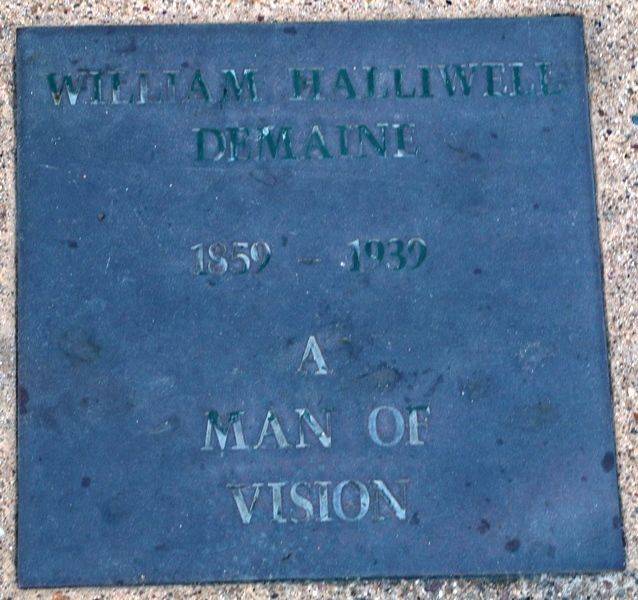 WILLIAM HALLIWELL
DEMAINE
1859 - 1939
A
MAN OF
VISION